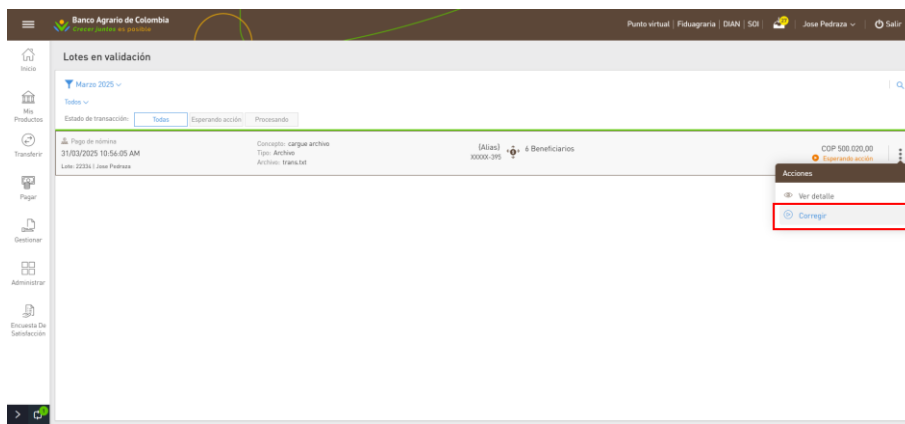 Banco Agrario de Colombia
Crecer juntos es posible
Punto virtual | Fiduagraria | DIAN | SOI | Jose Pedraza | Salir
Inicio
Mis
Productos
Transferir
Pagar
Gestionar
Administrar
Encuesta De
Satisfacción
Lotes en validación
Marzo 2025
Todos
Estado de transacción: Todas Esperando acción Procesando
Pago de nómina
31/03/2025 10:56:05 AM
Lote: 22334 | Jose Pedraza
Concepto: cargue archivo
Tipo: Archivo
Archivo: trans.txt
(Alias)
XXXXX-395
6 Beneficiarios
COP 500.020,00
Esperando acción
Acciones
Ver detalle
Corregir